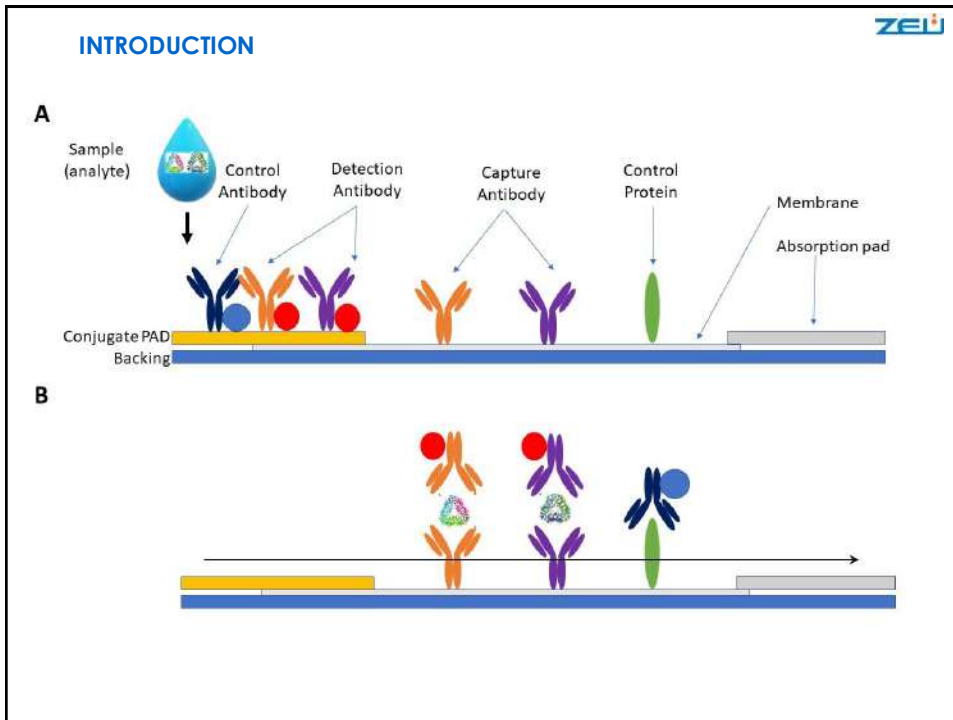 ZEU
INTRODUCTION
A
Sample
(analyte)
Control
Antibody
Detection
Antibody
Capture
Antibody
Control
Protein
Membrane
Absorption pad
Conjugate PAD
Backing
B